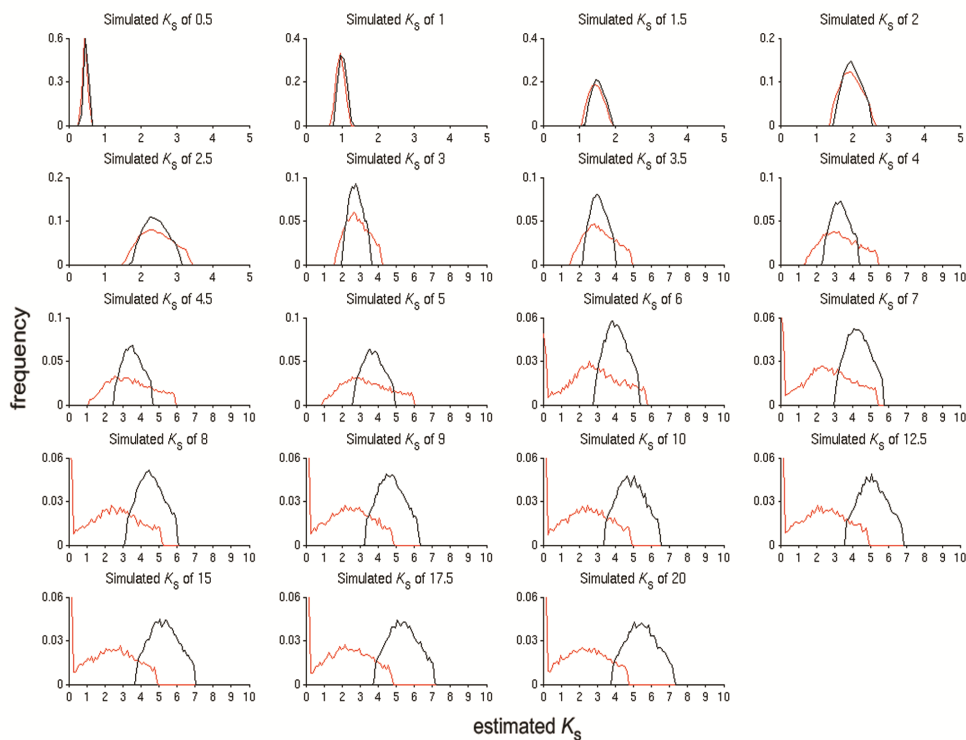 Simulated Ks of 0.5
Simulated Ks of 1
Simulated Ks of 1.5
Simulated Ks of 2
0.6
0.3
0
0 1 2 3 4 5
0.4
0.2
0
0 1 2 3 4 5
0.4
0.2
0
0 1 2 3 4 5
0.2
0.1
0
0 1 2 3 4 5
Simulated Ks of 2.5
Simulated Ks of 3
Simulated Ks of 3.5
Simulated Ks of 4
0.2
0.1
0
0 1 2 3 4 5
0.1
0.05
0
0 1 2 3 4 5 6 7 8 9 10
0.1
0.05
0
0 1 2 3 4 5 6 7 8 9 10
0.1
0.05
0
0 1 2 3 4 5 6 7 8 9 10
Simulated Ks of 4.5
Simulated Ks of 5
Simulated Ks of 6
Simulated Ks of 7
0.1
0.05
0
0 1 2 3 4 5 6 7 8 9 10
0.1
0.05
0
0 1 2 3 4 5 6 7 8 9 10
0.06
0.03
0
0 1 2 3 4 5 6 7 8 9 10
0.06
0.03
0
0 1 2 3 4 5 6 7 8 9 10
frequency
Simulated Ks of 8
Simulated Ks of 9
Simulated Ks of 10
Simulated Ks of 12.5
0.06
0.03
0
0 1 2 3 4 5 6 7 8 9 10
0.06
0.03
0
0 1 2 3 4 5 6 7 8 9 10
0.06
0.03
0
0 1 2 3 4 5 6 7 8 9 10
0.06
0.03
0
0 1 2 3 4 5 6 7 8 9 10
Simulated Ks of 15
Simulated Ks of 17.5
Simulated Ks of 20
0.06
0.03
0
0 1 2 3 4 5 6 7 8 9 10
0.06
0.03
0
0 1 2 3 4 5 6 7 8 9 10
0.06
0.03
0
0 1 2 3 4 5 6 7 8 9 10
estimated Ks